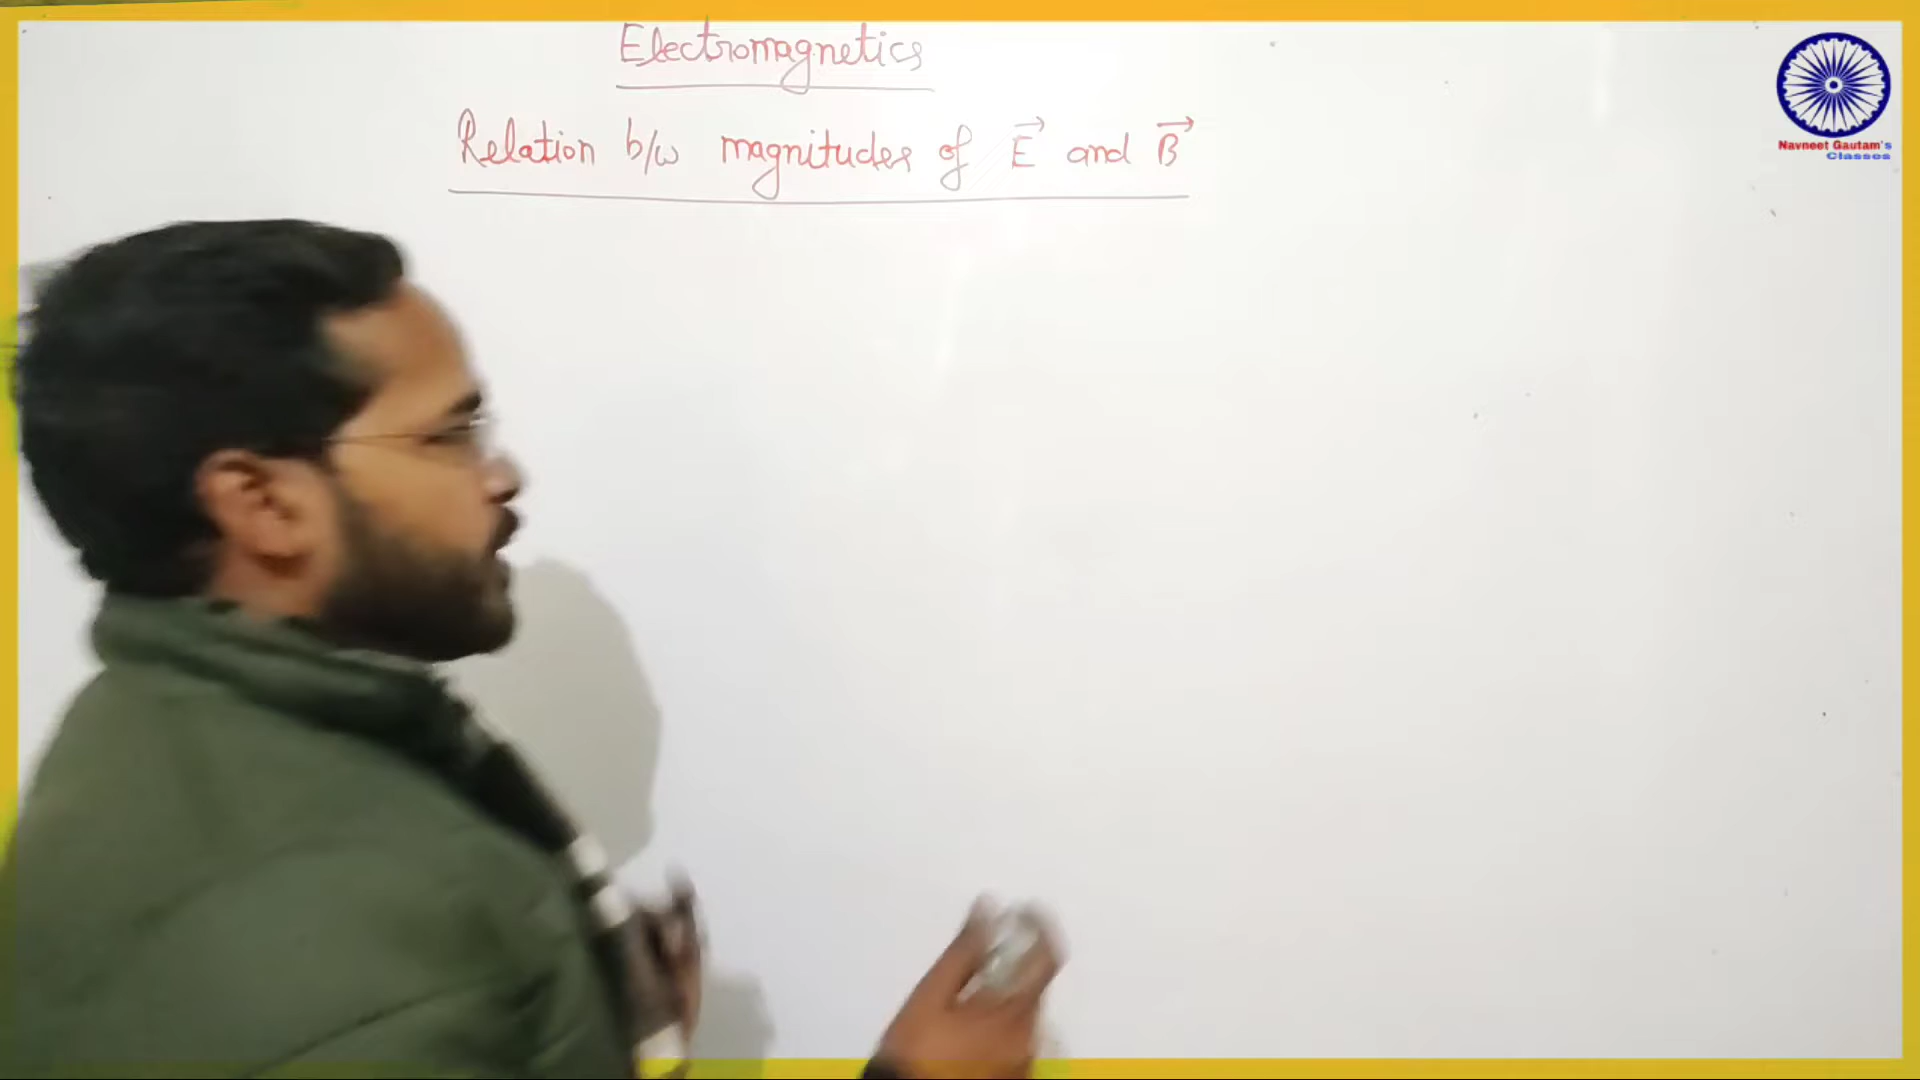 Electromagnetics
Relation b/w magnitudes of E⃗ and B⃗
Navneet Gautam's
Classes